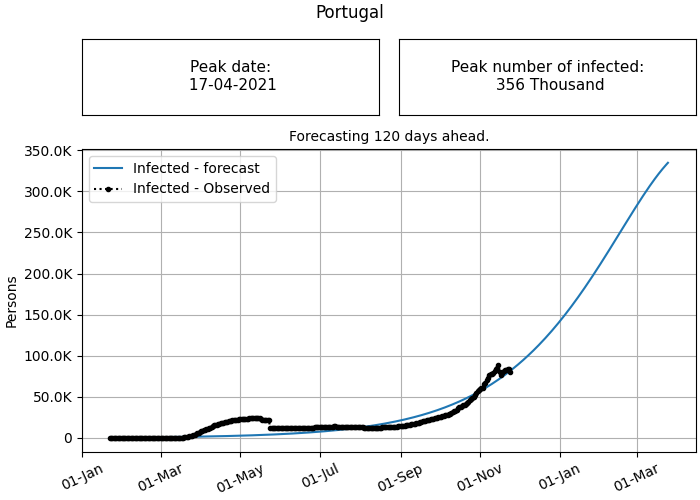 Portugal
Peak date:
17-04-2021
Peak number of infected:
356 Thousand
Forecasting 120 days ahead.
Infected - forecast
Infected - Observed
Persons
350.0K
300.0K
250.0K
200.0K
150.0K
100.0K
50.0K
0
01-Jan
01-Mar
01-May
01-Jul
01-Sep
01-Nov
01-Jan
01-Mar